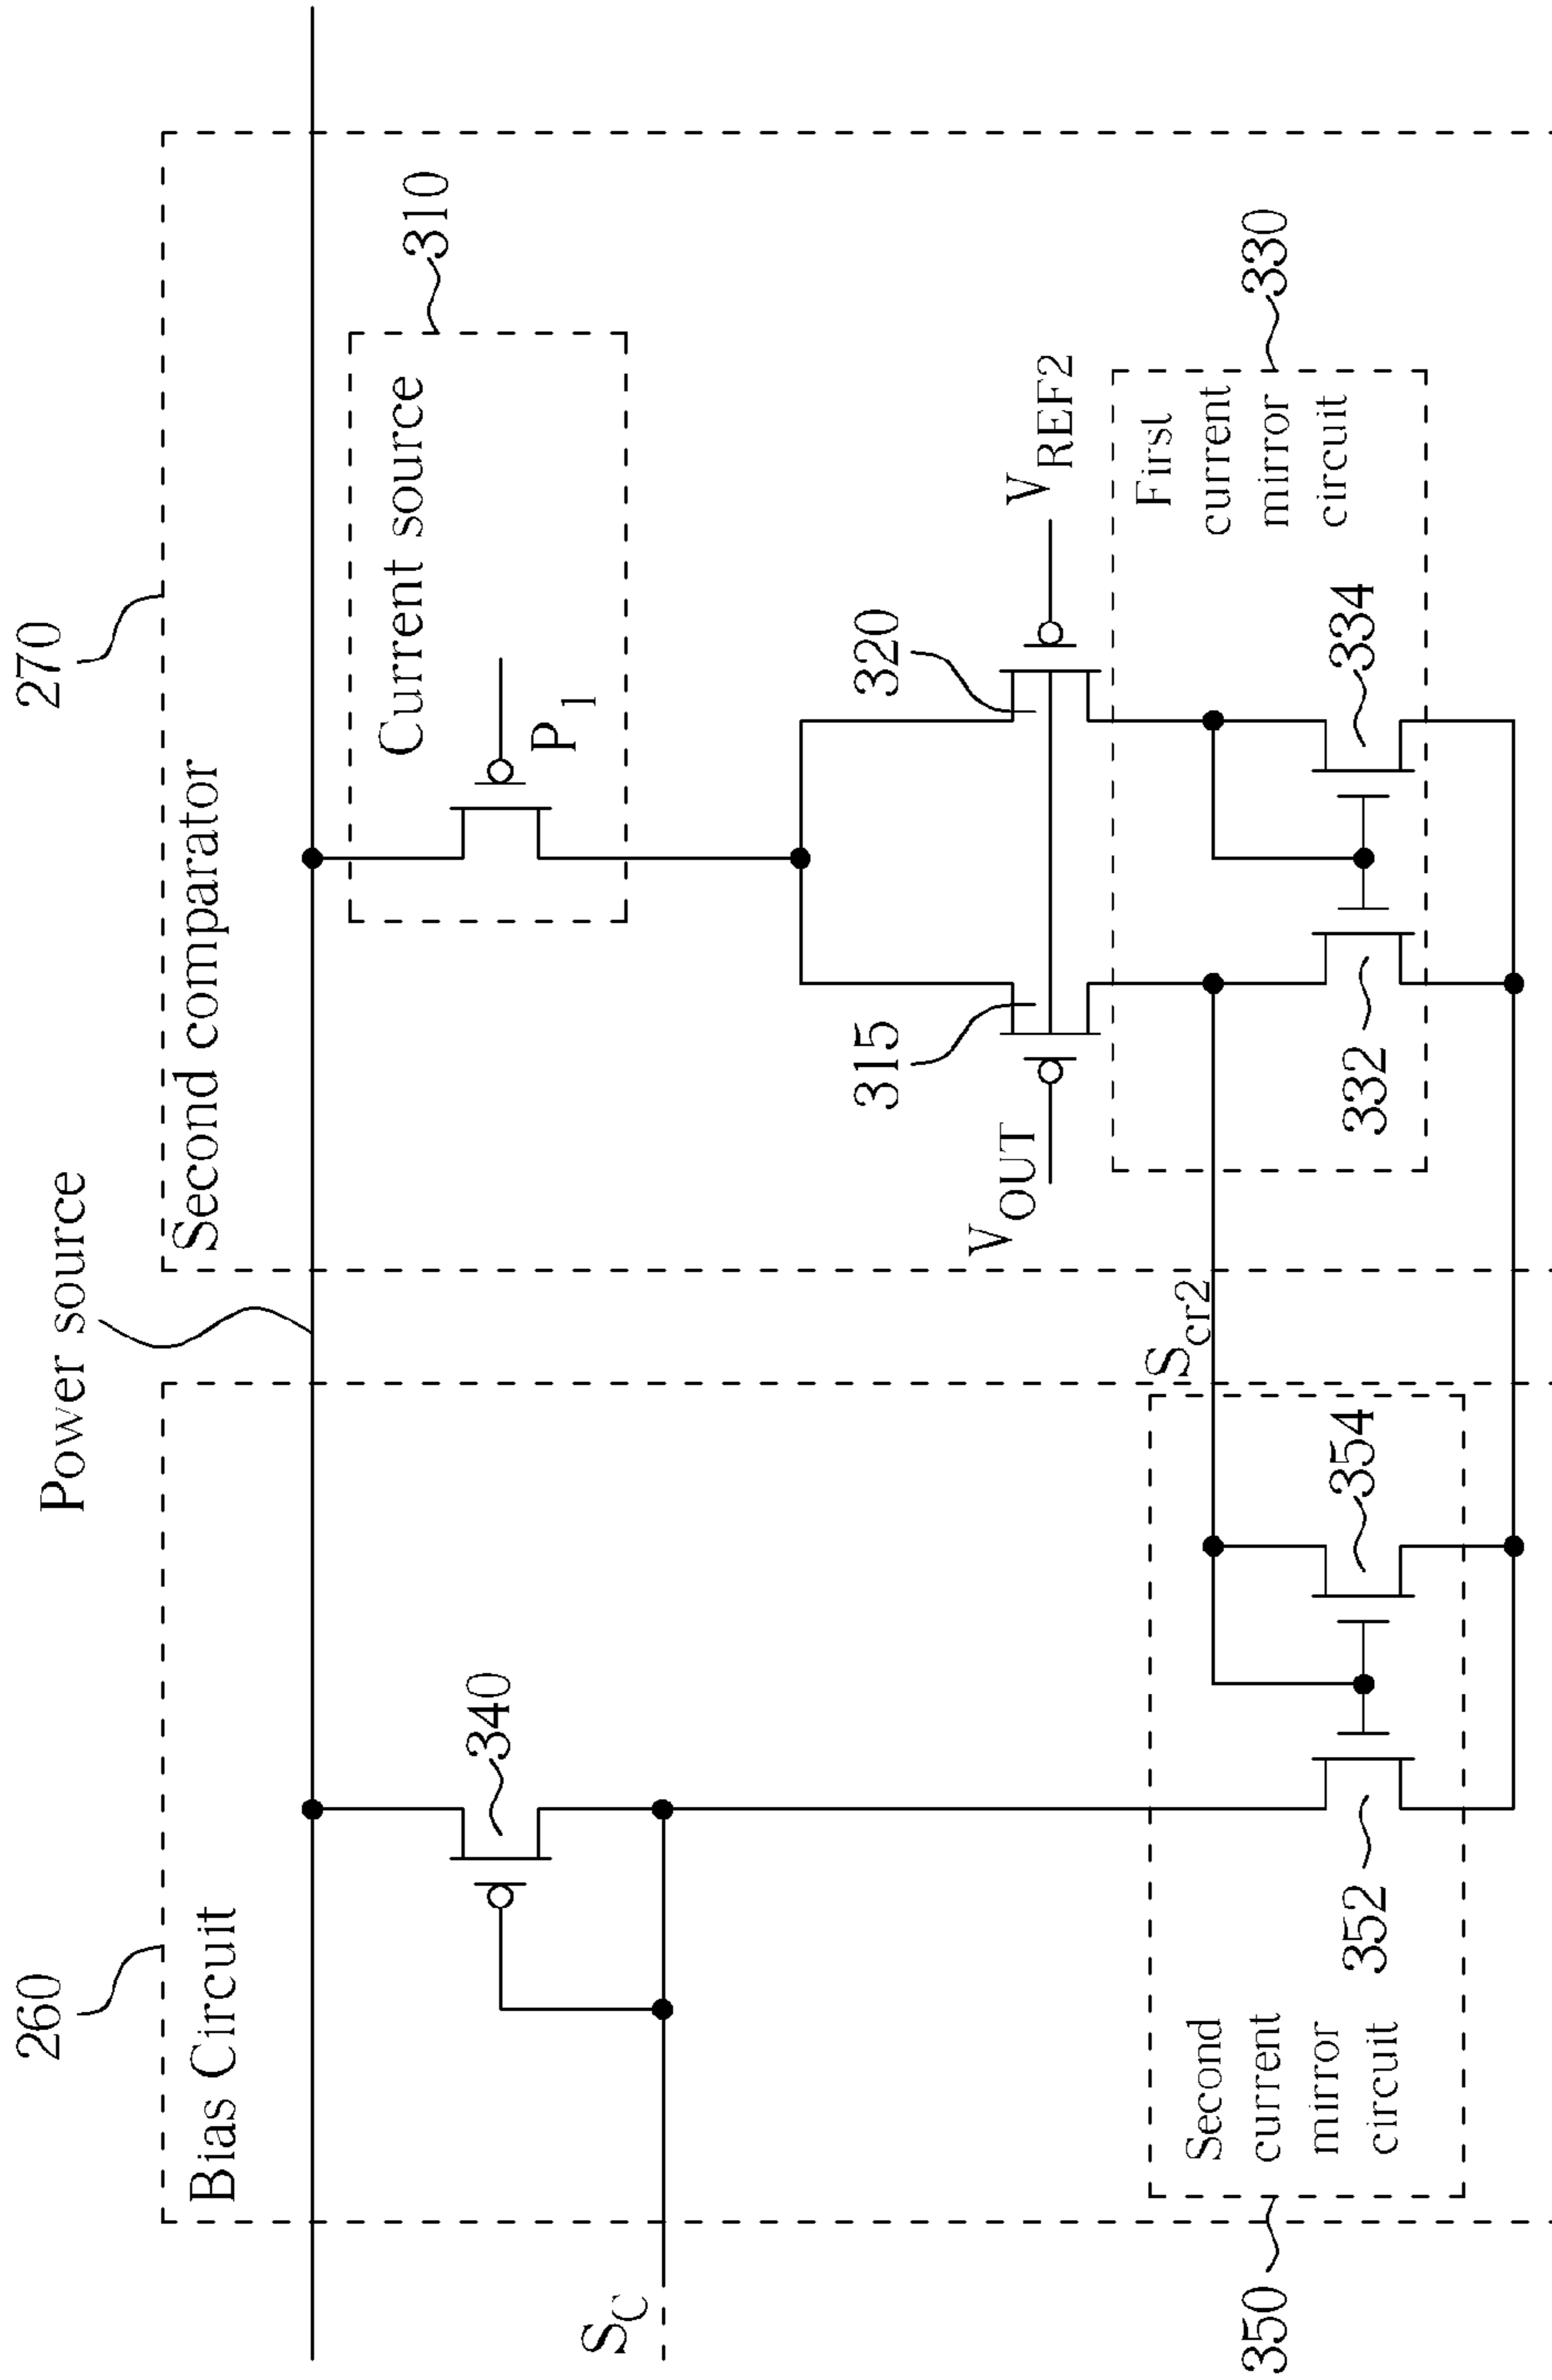 Power source
260
270
Bias Circuit
Second comparator
Current source
310
P1
340
SC
315
320
VOUT
VREF2
Scr2
First
current
mirror
circuit
330
332
334
Second
current
mirror
circuit
350
352
354